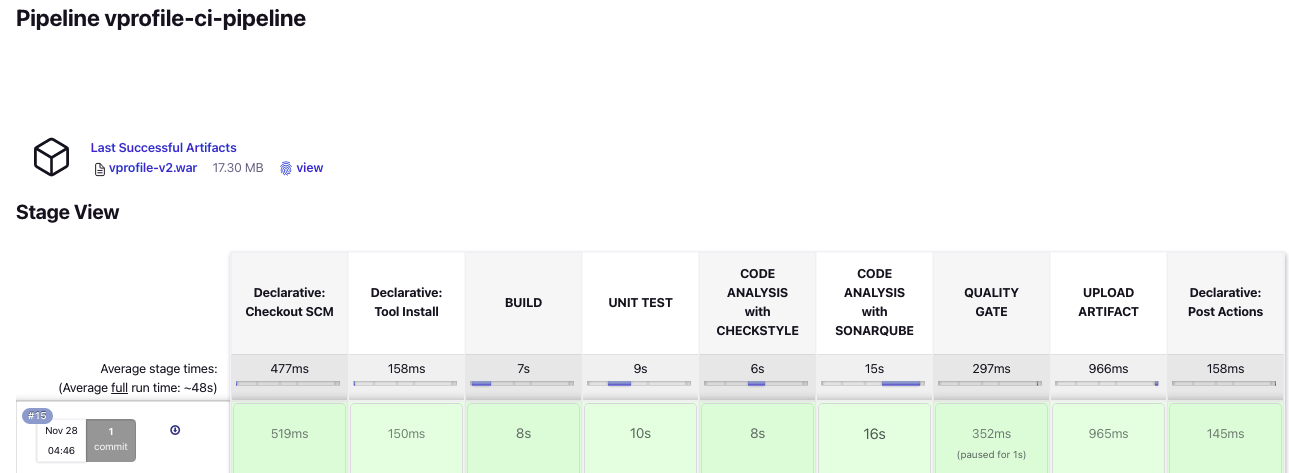 Pipeline vprofile-ci-pipeline
Last Successful Artifacts
vprofile-v2.war 17.30 MB view
Stage View
Declarative: Checkout SCM
Declarative: Tool Install
BUILD
UNIT TEST
CODE ANALYSIS with CHECKSTYLE
CODE ANALYSIS with SONARQUBE
QUALITY GATE
UPLOAD ARTIFACT
Declarative: Post Actions
Average stage times:
(Average full run time: ~48s)
477ms 158ms 7s 9s 6s 15s 297ms 966ms 158ms
#15
Nov 28
04:46
1
commit
519ms 150ms 8s 10s 8s 16s 352ms 965ms 145ms
(paused for 1s)